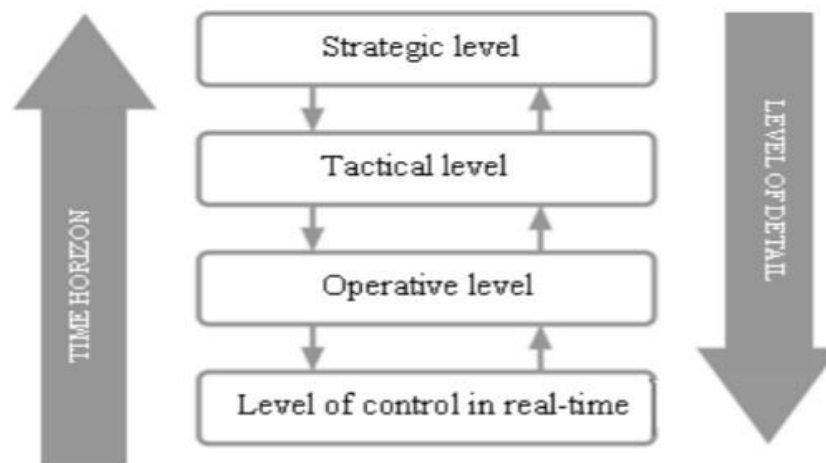 Strategic level
Tactical level
Operative level
Level of control in real-time
TIME HORIZON
LEVEL OF DETAIL